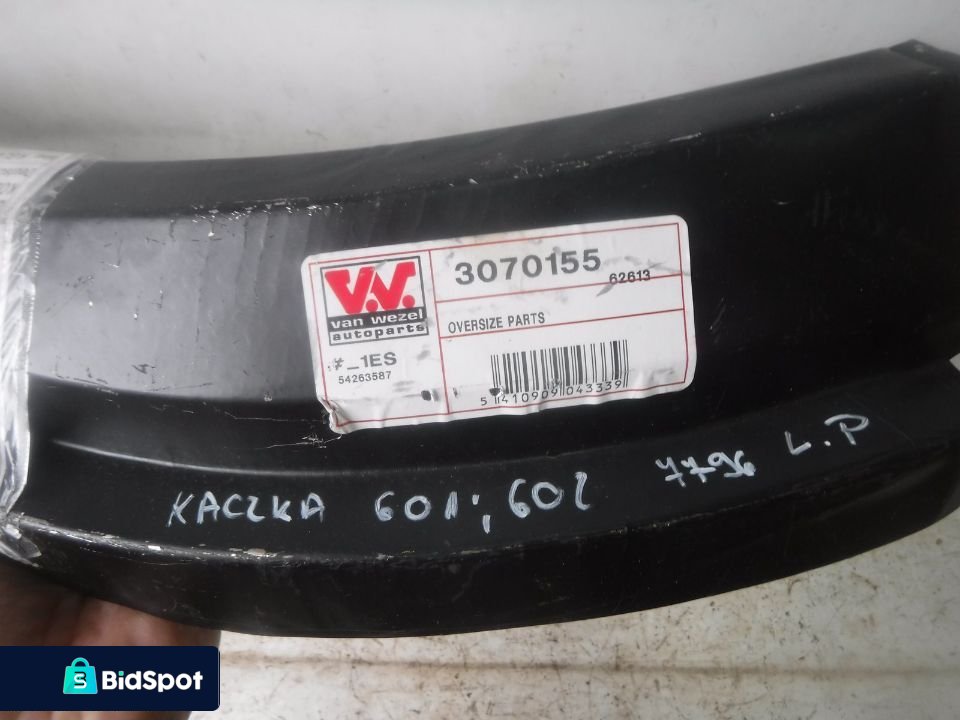 V.V.
van wezel
autoparts
3070155
62613
OVERSIZE PARTS
#_1ES
54263587
5 410909 043339
KACZKA 601; 602 7796 L.P
BidSpot